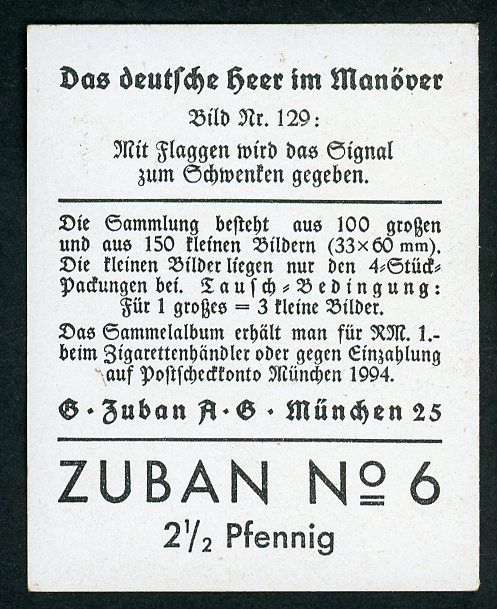 Das deutsche Heer im Manöver
Bild Nr. 129:
Mit Flaggen wird das Signal
zum Schwenken gegeben.
Die Sammlung besteht aus 100 großen
und aus 150 kleinen Bildern (33×60 mm).
Die kleinen Bilder liegen nur den 4-Stück-
Packungen bei. Tausch-Bedingung:
Für 1 großes = 3 kleine Bilder.
Das Sammelalbum erhält man für RM. 1.-
beim Zigarettenhändler oder gegen Einzahlung
auf Postscheckkonto München 1994.
G · Zuban A · G · München 25
ZUBAN Nº 6
2½ Pfennig